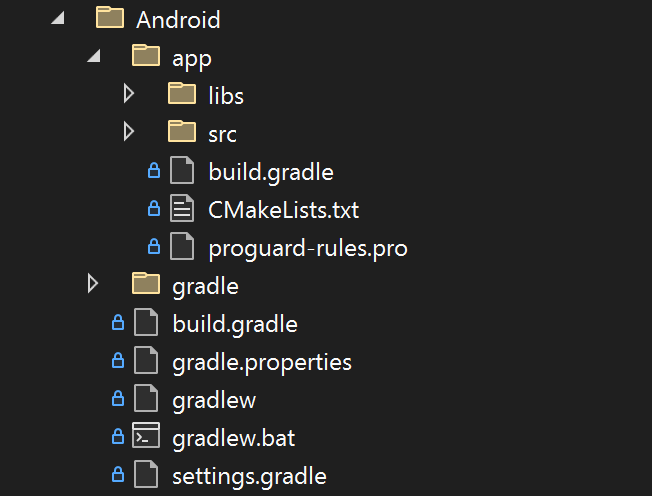 Android
app
libs
src
build.gradle
CMakeLists.txt
proguard-rules.pro
gradle
build.gradle
gradle.properties
gradlew
gradlew.bat
settings.gradle